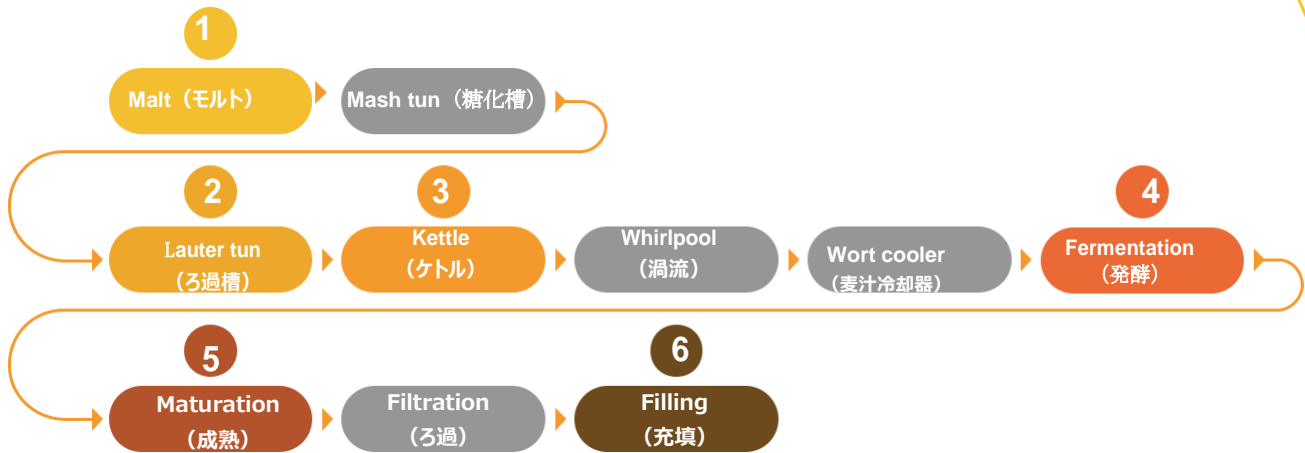 1
Malt（モルト）
Mash tun（糖化槽）
2
3
4
Lauter tun
（ろ過槽）
Kettle
（ケトル）
Whirlpool
（渦流）
Wort cooler
（麦汁冷却器）
Fermentation
（発酵）
5
6
Maturation
（成熟）
Filtration
（ろ過）
Filling
（充填）